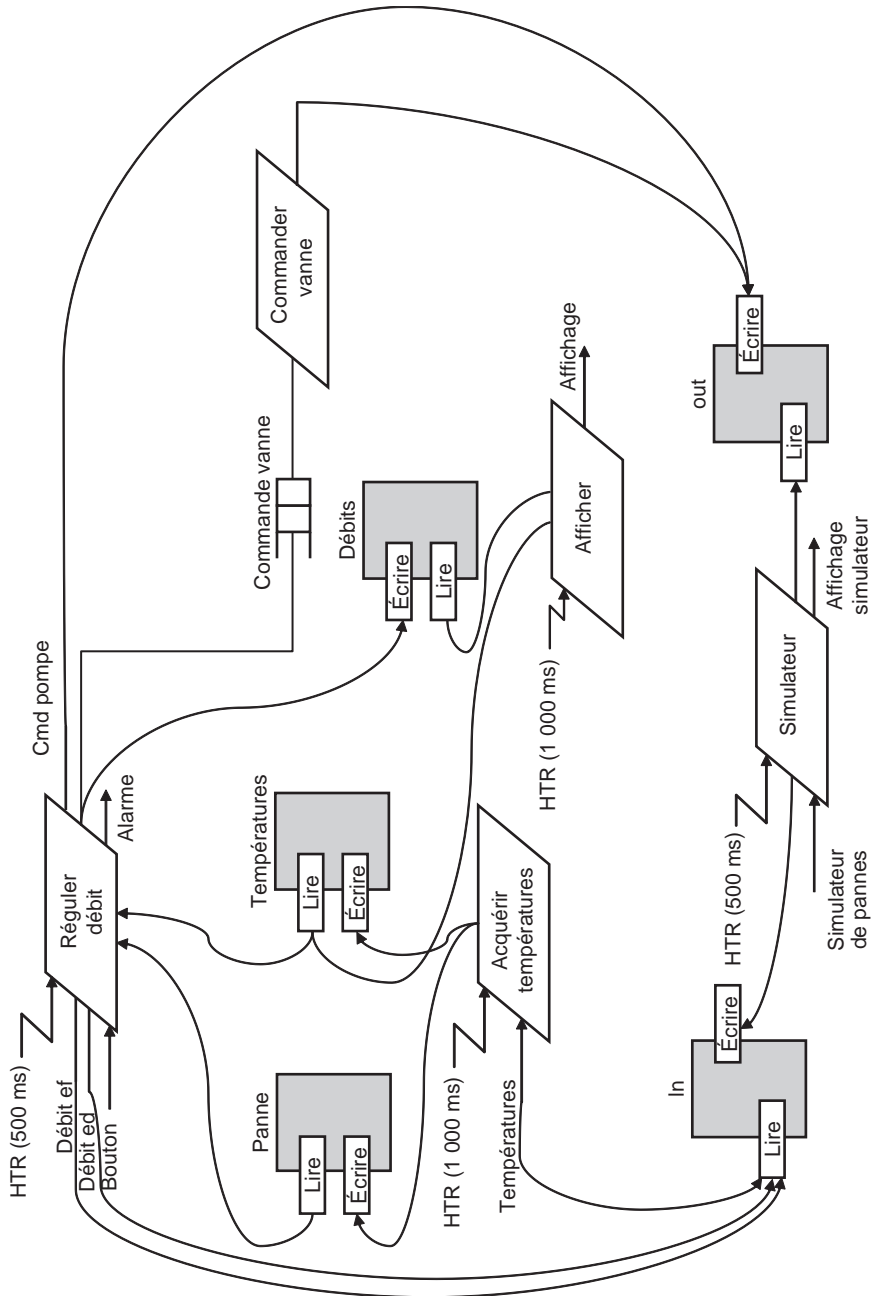 HTR (500 ms)
Débit ef
Débit ed
Bouton
Réguler
débit
Alarme
Cmd pompe
Panne
Lire
Écrire
Températures
Lire
Écrire
Commande vanne
Commander
vanne
Débits
Écrire
Lire
HTR (1 000 ms)
Températures
Acquérir
températures
HTR (1 000 ms)
Afficher
Affichage
In
Lire
Écrire
HTR (500 ms)
Simulateur
de pannes
Simulateur
Affichage
simulateur
out
Lire
Écrire